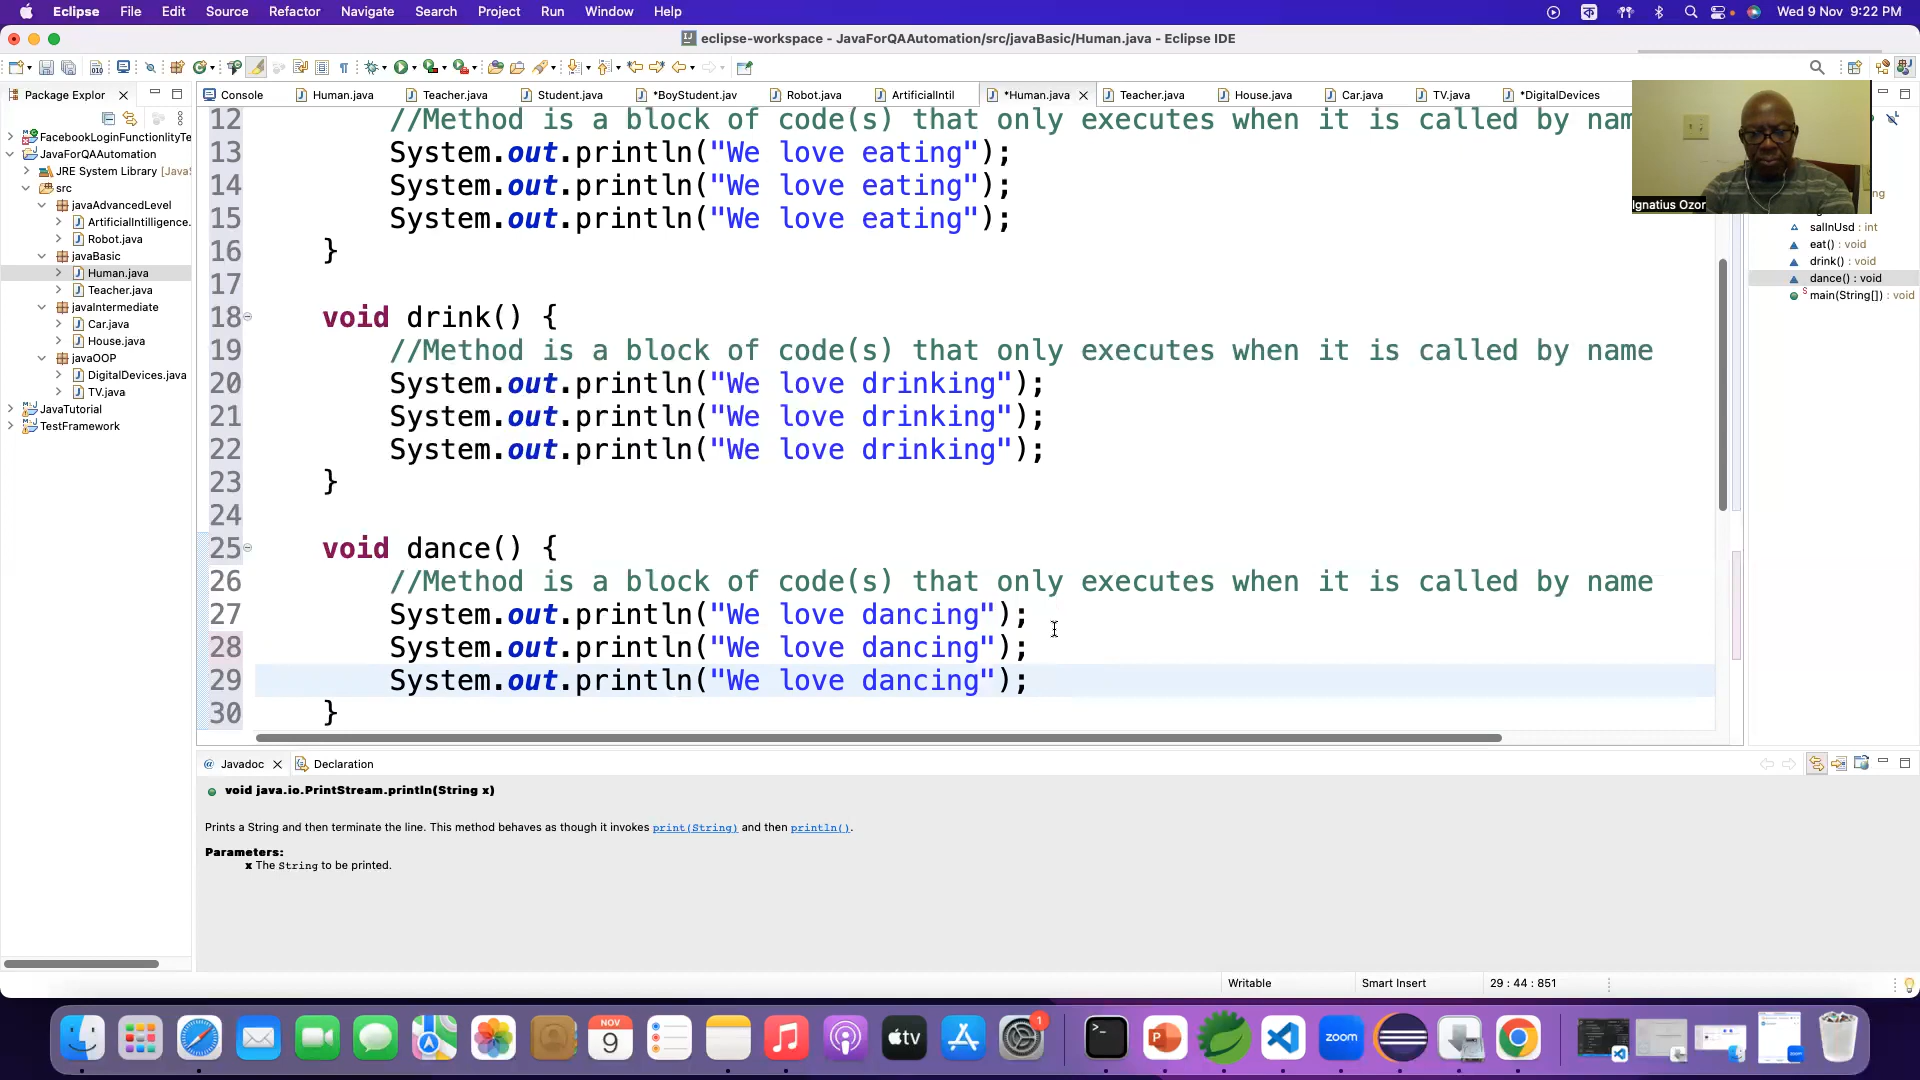 Eclipse File Edit Source Refactor Navigate Search Project Run Window Help
Wed 9 Nov 9:22 PM
eclipse-workspace - JavaForQAAutomation/src/javaBasic/Human.java - Eclipse IDE
Package Explor
Console Human.java Teacher.java Student.java *BoyStudent.jav Robot.java ArtificialIntil *Human.java Teacher.java House.java Car.java TV.java *DigitalDevices
FacebookLoginFunctionlityTe
JavaForQAAutomation
JRE System Library [Java
src
javaAdvancedLevel
ArtificialIntilligence.
Robot.java
javaBasic
Human.java
Teacher.java
javaIntermediate
Car.java
House.java
javaOOP
DigitalDevices.java
TV.java
JavaTutorial
TestFramework
12 //Method is a block of code(s) that only executes when it is called by nam
13 System.out.println("We love eating");
14 System.out.println("We love eating");
15 System.out.println("We love eating");
16 }
17
18 void drink() {
19 //Method is a block of code(s) that only executes when it is called by name
20 System.out.println("We love drinking");
21 System.out.println("We love drinking");
22 System.out.println("We love drinking");
23 }
24
25 void dance() {
26 //Method is a block of code(s) that only executes when it is called by name
27 System.out.println("We love dancing");
28 System.out.println("We love dancing");
29 System.out.println("We love dancing");
30 }
Ignatius Ozor
ng
salInUsd : int
eat() : void
drink() : void
dance() : void
main(String[]) : void
Javadoc Declaration
void java.io.PrintStream.println(String x)
Prints a String and then terminate the line. This method behaves as though it invokes print(String) and then println().
Parameters:
x The String to be printed.
Writable Smart Insert 29 : 44 : 851
NOV
9
tv
1
zoom